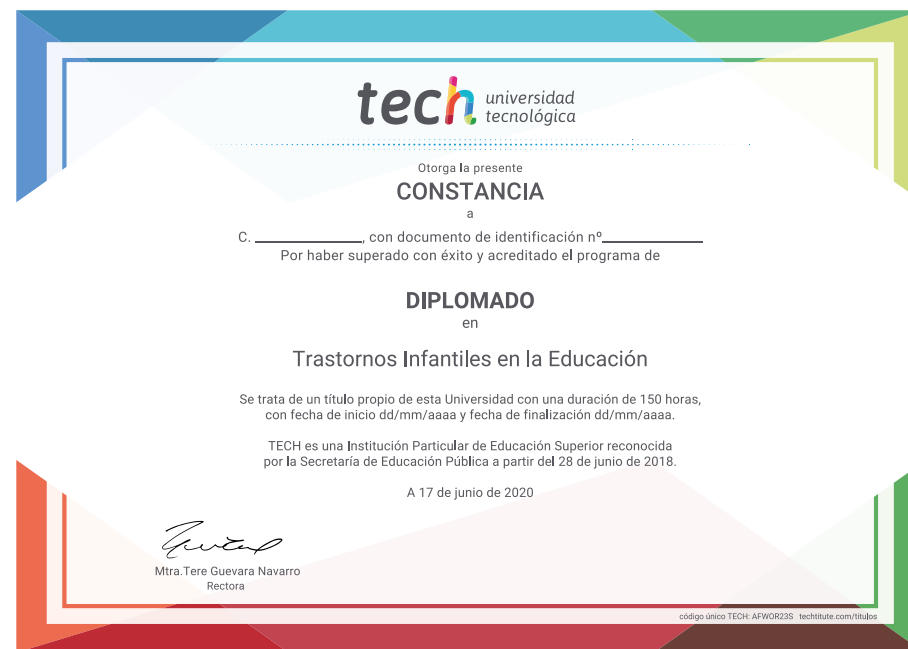 tech universidad
tecnológica
Otorga la presente
CONSTANCIA
a
C. ____________, con documento de identificación nº____________
Por haber superado con éxito y acreditado el programa de
DIPLOMADO
en
Trastornos Infantiles en la Educación
Se trata de un título propio de esta Universidad con una duración de 150 horas,
con fecha de inicio dd/mm/aaaa y fecha de finalización dd/mm/aaaa.
TECH es una Institución Particular de Educación Superior reconocida
por la Secretaría de Educación Pública a partir del 28 de junio de 2018.
A 17 de junio de 2020
Mtra.Tere Guevara Navarro
Rectora
código único TECH: AFWOR23S techtitute.com/titulos